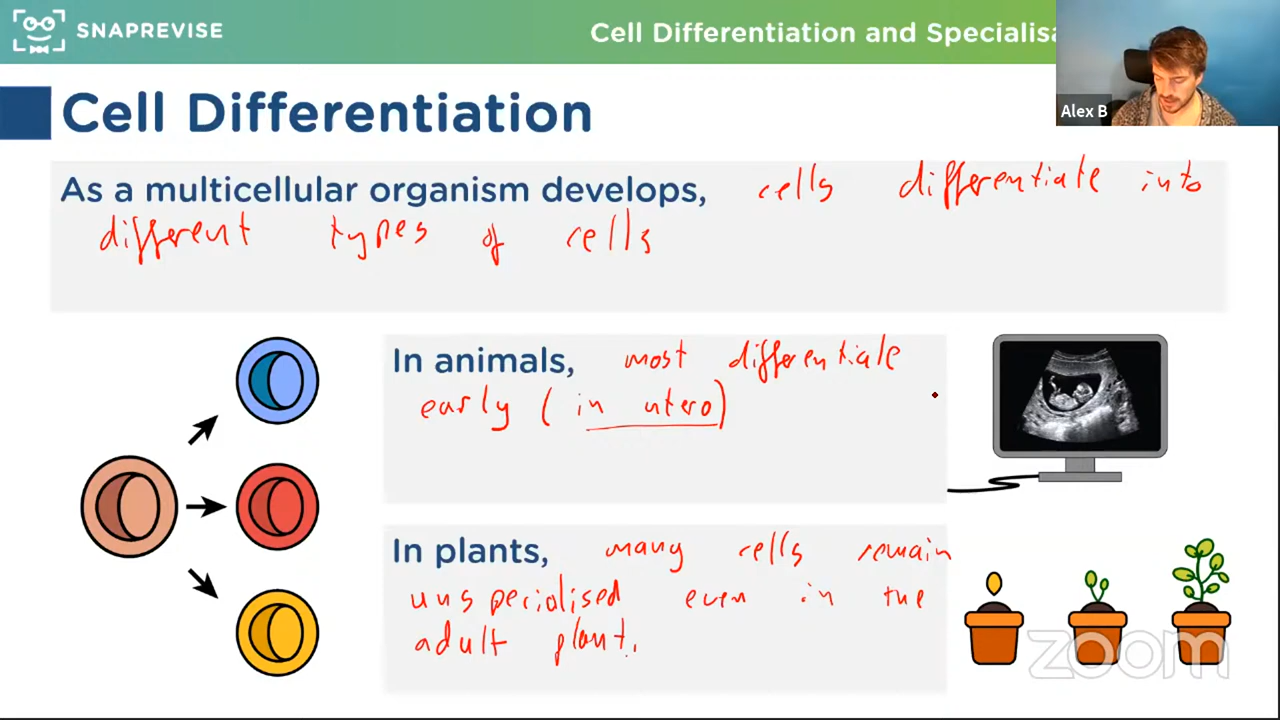 SNAPREVISE
Cell Differentiation and Specialisa
Alex B
Cell Differentiation
As a multicellular organism develops, cells differentiate into
different types of cells
In animals, most differentiate
early (in utero)
In plants, many cells remain
unspecialised even in the
adult plant.
zoom